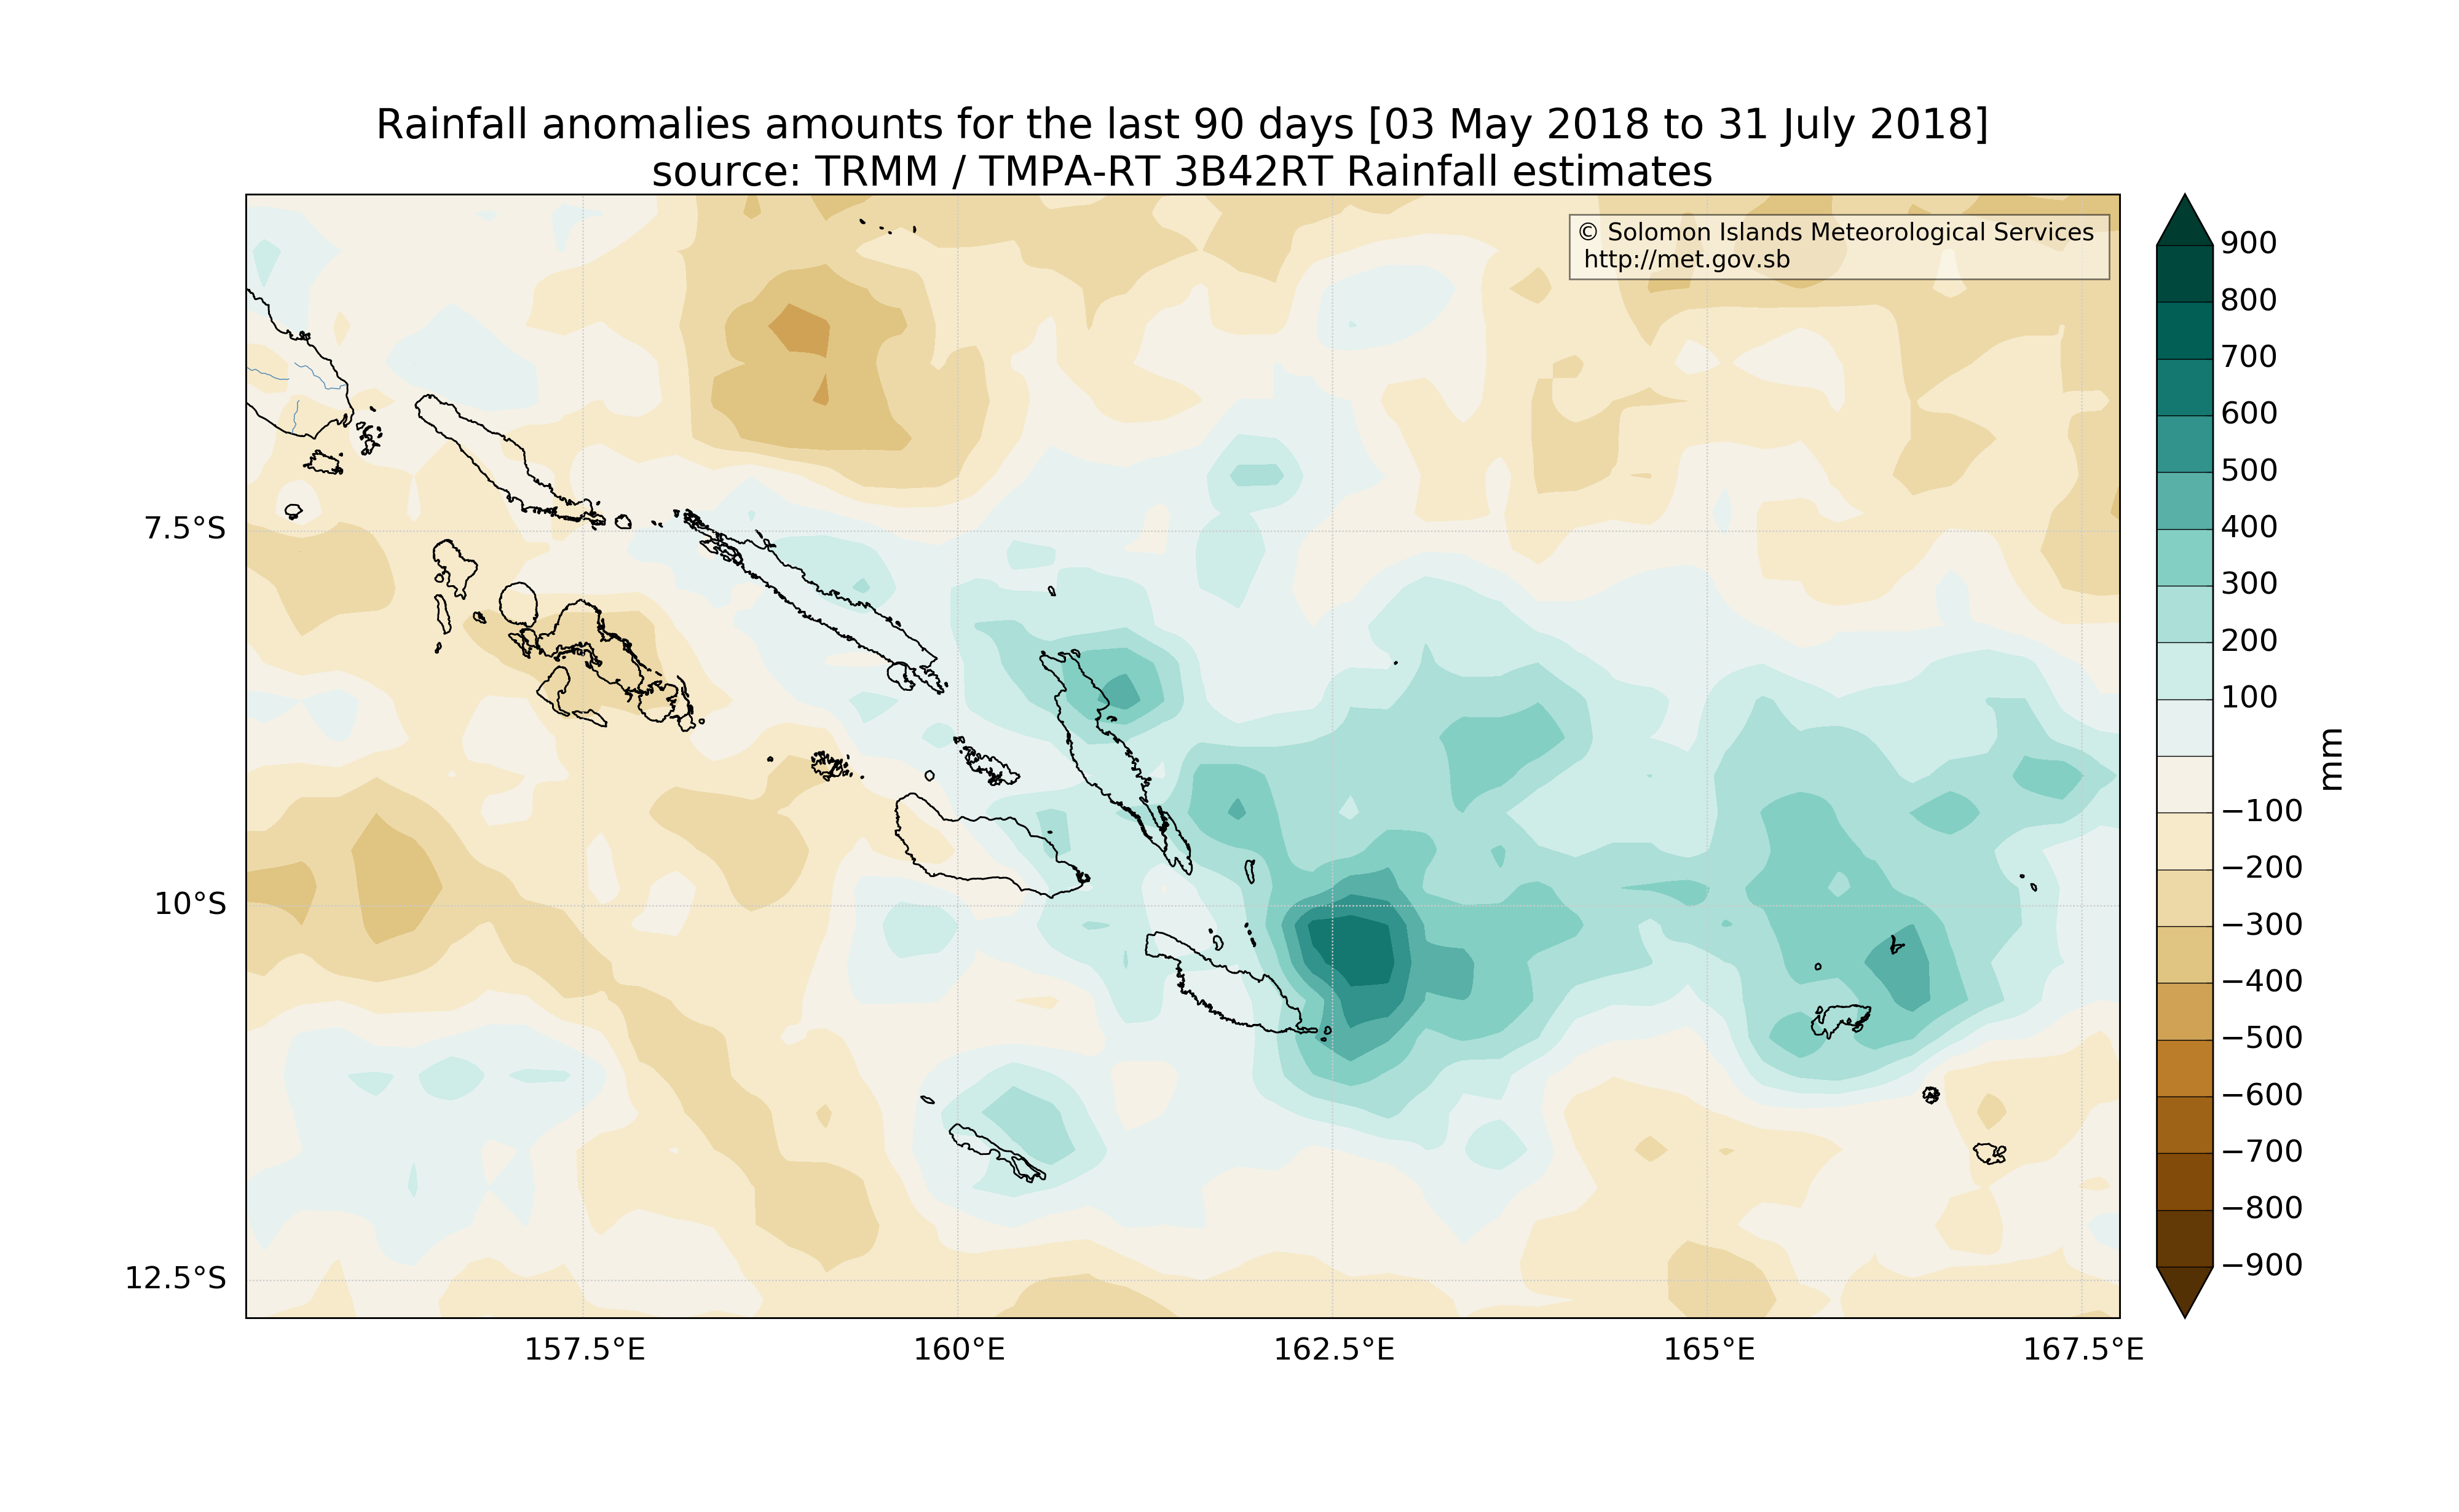 Rainfall anomalies amounts for the last 90 days [03 May 2018 to 31 July 2018]
source: TRMM / TMPA-RT 3B42RT Rainfall estimates
© Solomon Islands Meteorological Services
http://met.gov.sb
7.5°S
10°S
12.5°S
157.5°E
160°E
162.5°E
165°E
167.5°E
900
800
700
600
500
400
300
200
100
−100
−200
−300
−400
−500
−600
−700
−800
−900
mm